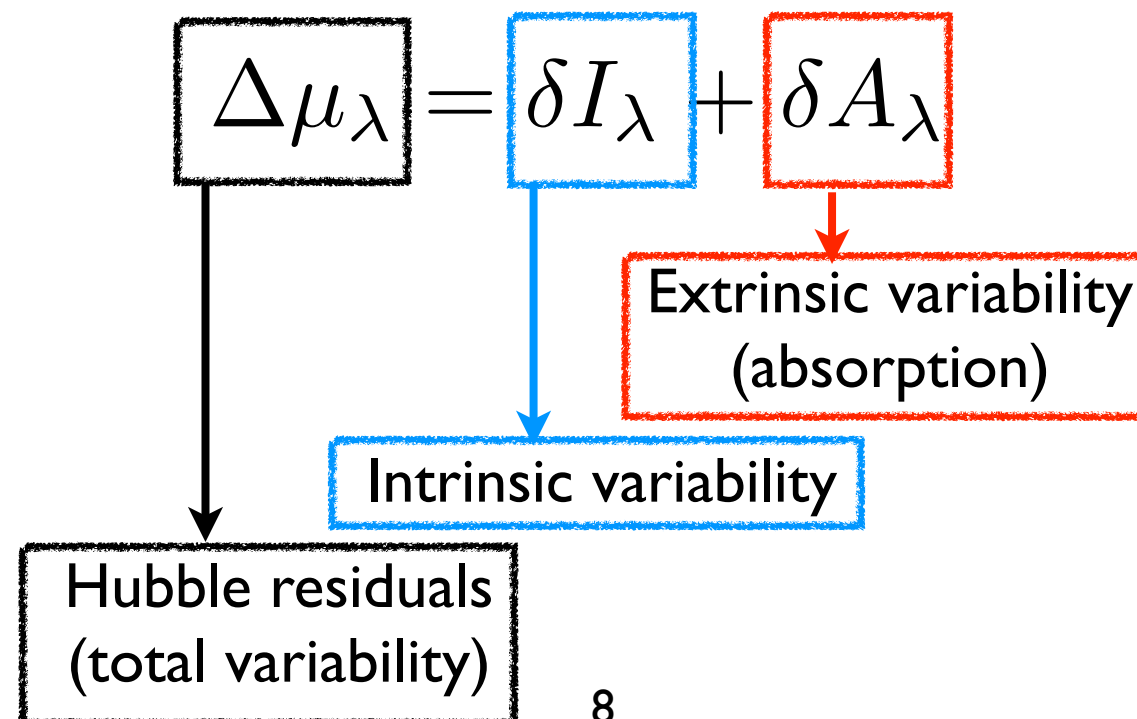 Δμ_λ = δI_λ + δA_λ
Extrinsic variability
(absorption)
Intrinsic variability
Hubble residuals
(total variability)
8